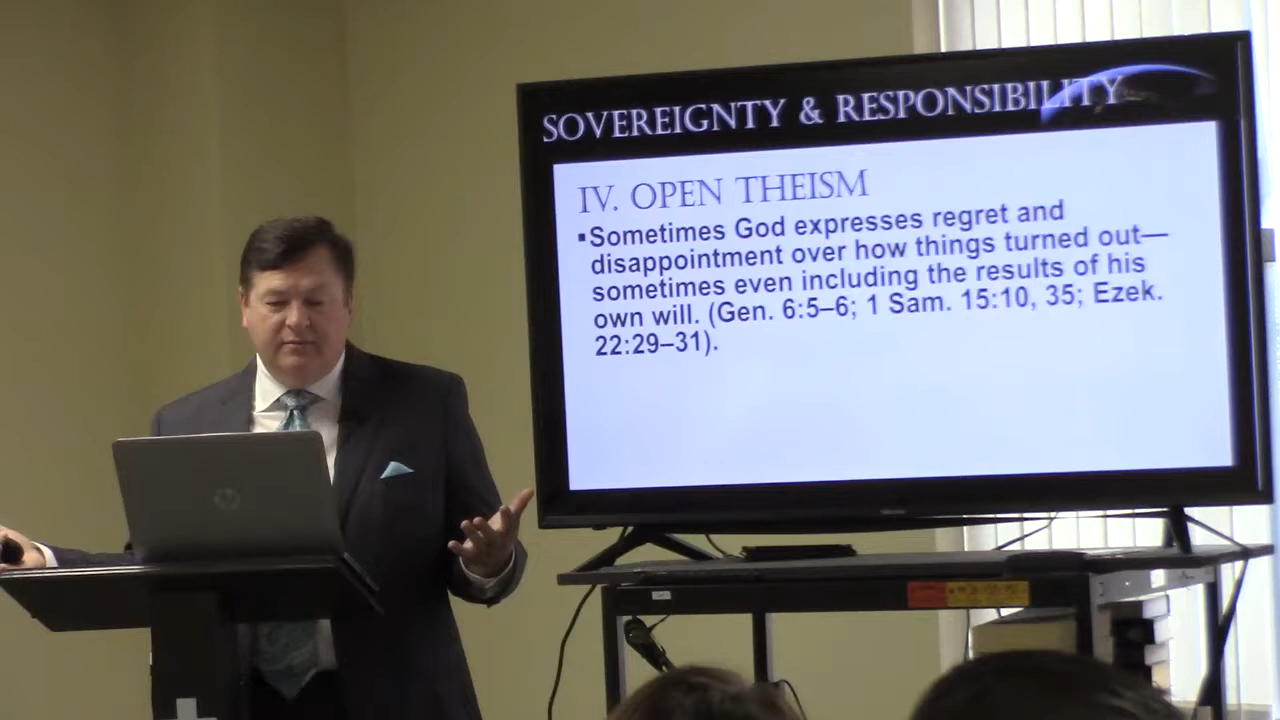 SOVEREIGNTY & RESPONSIBILITY
IV. OPEN THEISM
▪Sometimes God expresses regret and
disappointment over how things turned out—
sometimes even including the results of his
own will. (Gen. 6:5–6; 1 Sam. 15:10, 35; Ezek.
22:29–31).